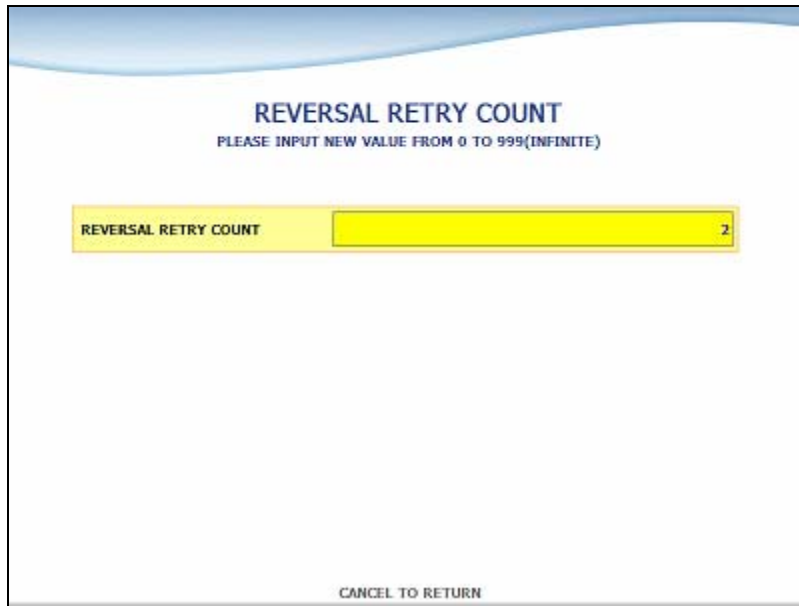 REVERSAL RETRY COUNT
PLEASE INPUT NEW VALUE FROM 0 TO 999(INFINITE)
REVERSAL RETRY COUNT 2
CANCEL TO RETURN